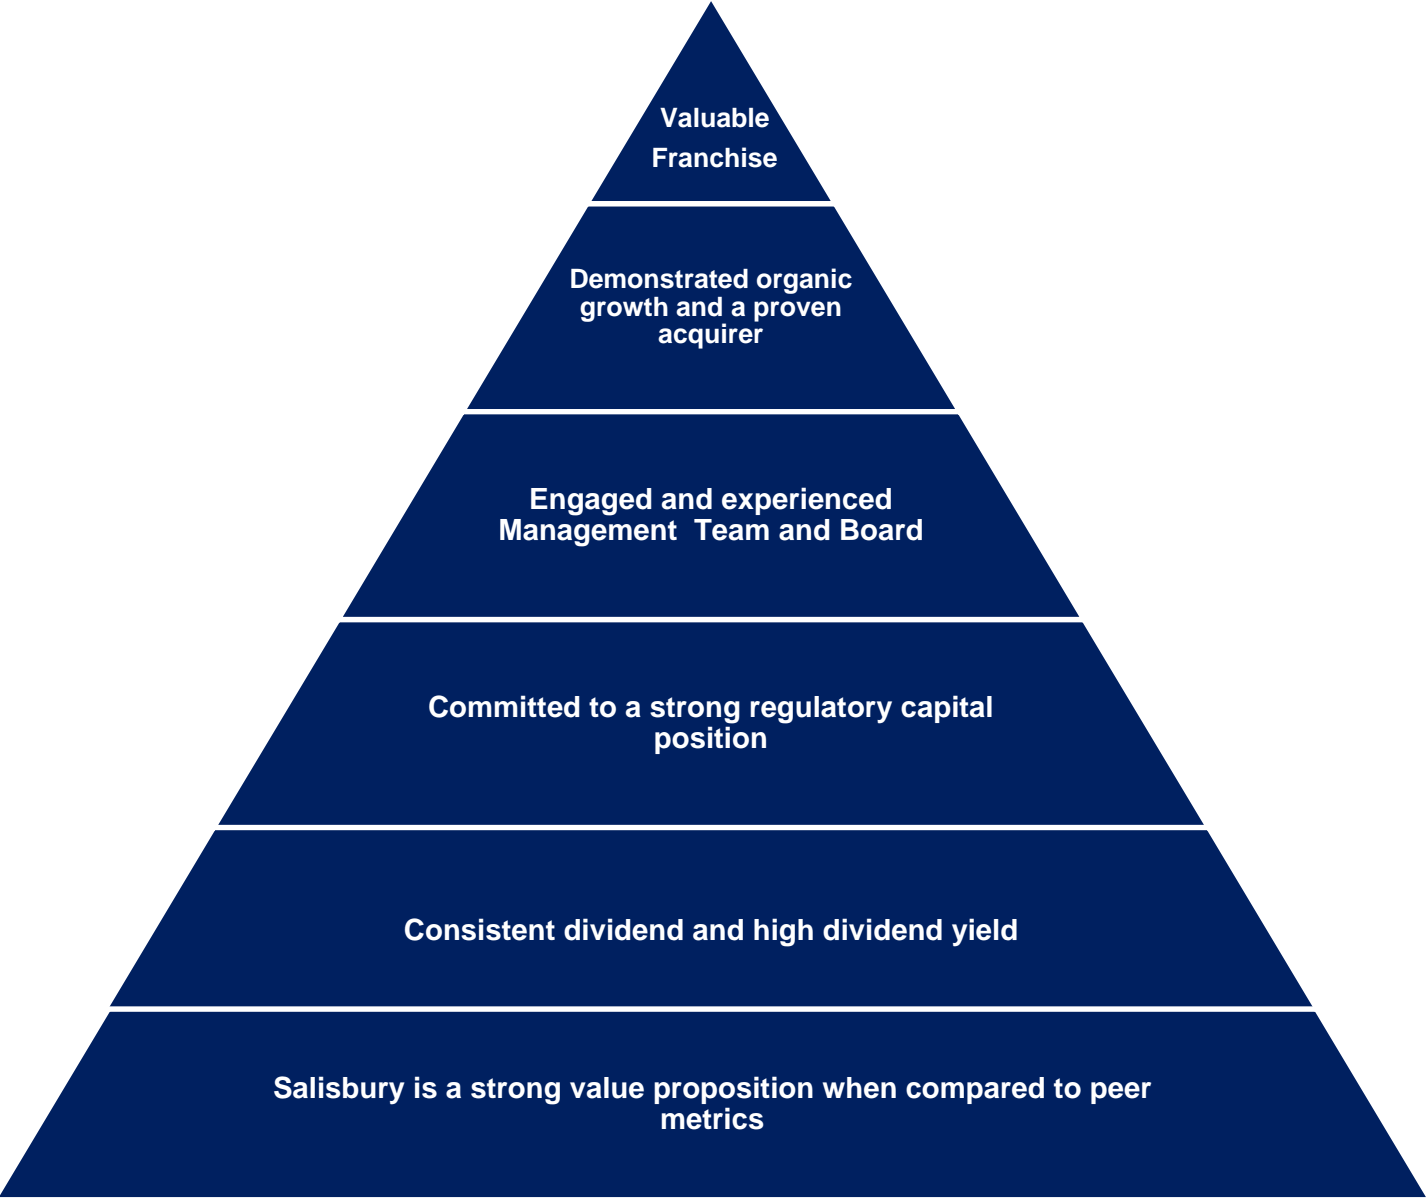 Valuable
Franchise
Demonstrated organic
growth and a proven
acquirer
Engaged and experienced
Management  Team and Board
Committed to a strong regulatory capital
position
Consistent dividend and high dividend yield
Salisbury is a strong value proposition when compared to peer
metrics